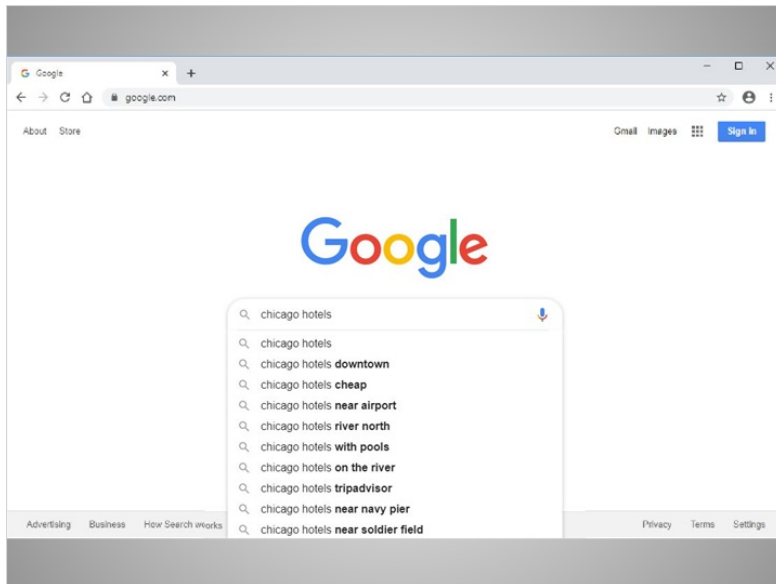 Google
google.com
About Store
Gmail Images
Sign in
Google
chicago hotels
chicago hotels
chicago hotels downtown
chicago hotels cheap
chicago hotels near airport
chicago hotels river north
chicago hotels with pools
chicago hotels on the river
chicago hotels tripadvisor
chicago hotels near navy pier
chicago hotels near soldier field
Advertising Business How Search works
Privacy Terms Settings